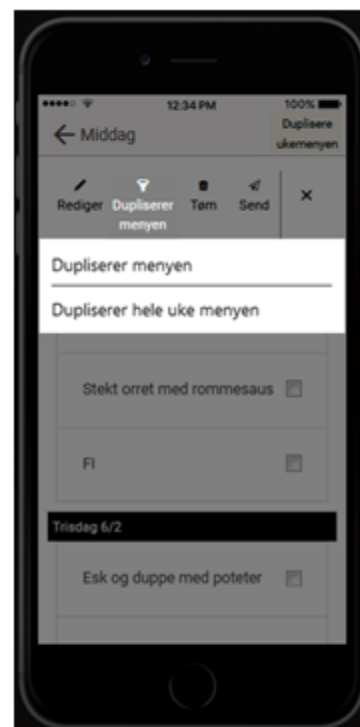 12:34 PM 100%
Middag
Duplisere
ukemenyen
Rediger Dupliserer Tøm Send ×
menyen
Dupliserer menyen
Dupliserer hele uke menyen
Stekt orret med rommesaus
FI
Trisdag 6/2
Esk og duppe med poteter